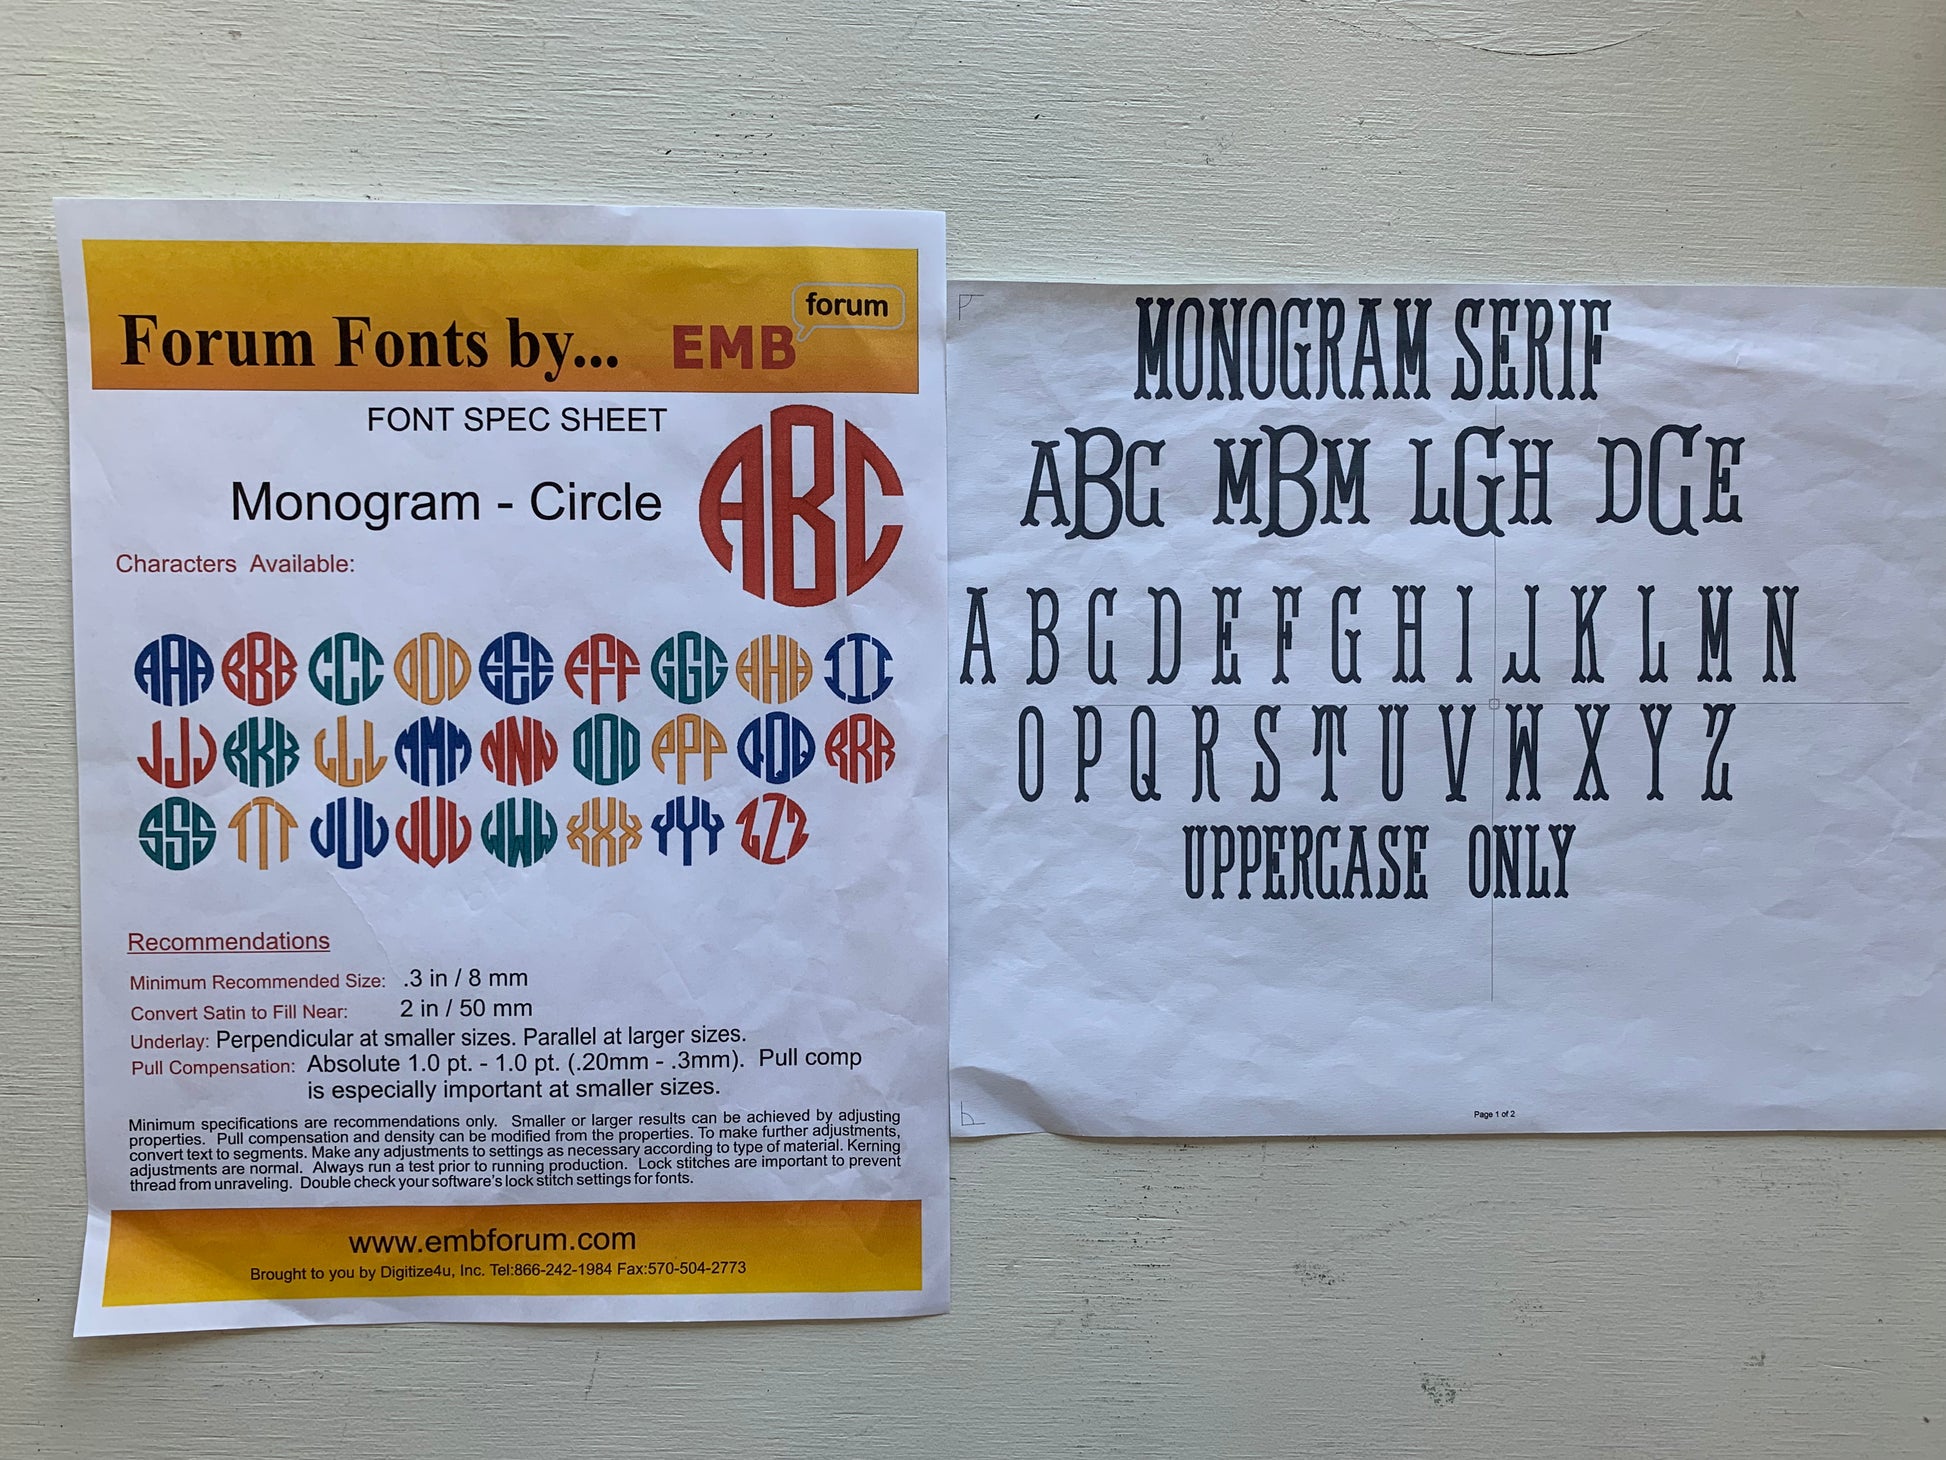 Forum Fonts by...
EMB forum
FONT SPEC SHEET
Monogram - Circle
ABC
Characters Available:
AAA BBB CCC DDD EEE FFF GGG HHH III
JJJ KKK LLL MMM NNN OOO PPP QQQ RRR
SSS TTT UUU VVV WWW XXX YYY ZZZ
Recommendations
Minimum Recommended Size: .3 in / 8 mm
Convert Satin to Fill Near: 2 in / 50 mm
Underlay: Perpendicular at smaller sizes. Parallel at larger sizes.
Pull Compensation: Absolute 1.0 pt. - 1.0 pt. (.20mm - .3mm). Pull comp
is especially important at smaller sizes.
Minimum specifications are recommendations only. Smaller or larger results can be achieved by adjusting
properties. Pull compensation and density can be modified from the properties. To make further adjustments,
convert text to segments. Make any adjustments to settings as necessary according to type of material. Kerning
adjustments are normal. Always run a test prior to running production. Lock stitches are important to prevent
thread from unraveling. Double check your software's lock stitch settings for fonts.
www.embforum.com
Brought to you by Digitize4u, Inc. Tel:866-242-1984 Fax:570-504-2773
MONOGRAM SERIF
ABC MBM LGH DCE
A B C D E F G H I J K L M N
O P Q R S T U V W X Y Z
UPPERCASE ONLY
Page 1 of 2